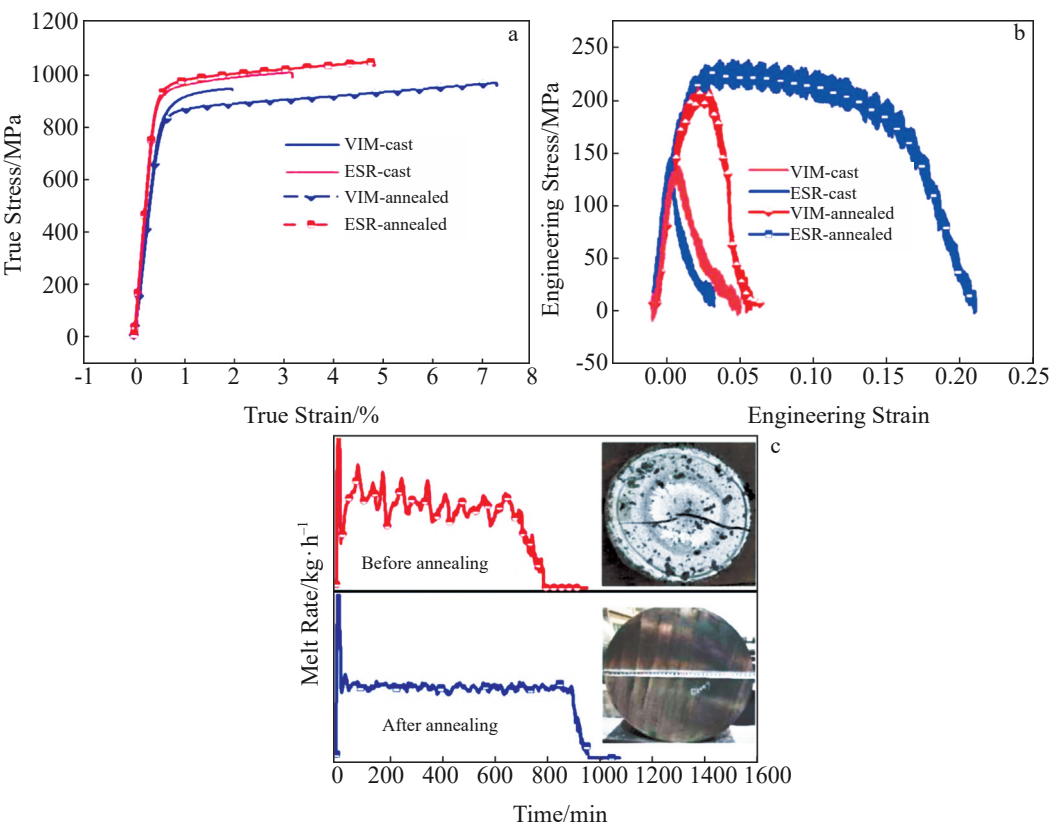 a
1200
1000
800
600
400
200
0
True Stress/MPa
VIM-cast
ESR-cast
VIM-annealed
ESR-annealed
-1 0 1 2 3 4 5 6 7 8
True Strain/%
b
250
200
150
100
50
0
-50
Engineering Stress/MPa
VIM-cast
ESR-cast
VIM-annealed
ESR-annealed
0.00 0.05 0.10 0.15 0.20 0.25
Engineering Strain
c
Melt Rate/kg·h⁻¹
Before annealing
After annealing
0 200 400 600 800 1000 1200 1400 1600
Time/min